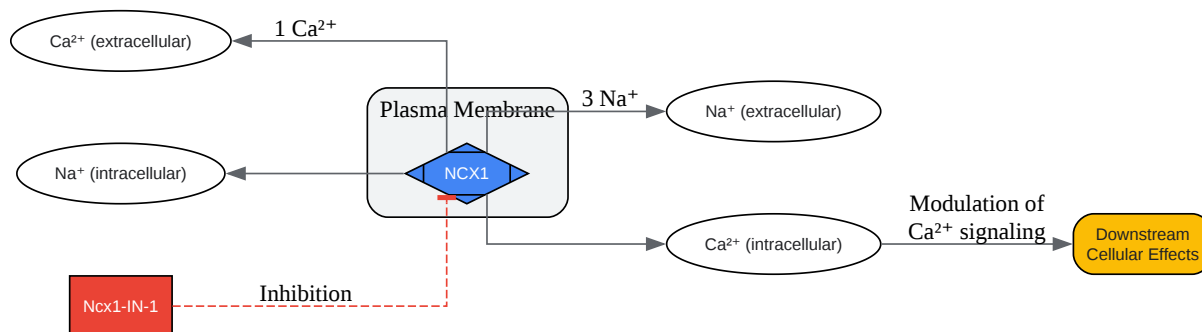 1 Ca²⁺
Ca²⁺ (extracellular)
Plasma Membrane
3 Na⁺
Na⁺ (extracellular)
Na⁺ (intracellular)
NCX1
Modulation of
Ca²⁺ signaling
Ca²⁺ (intracellular)
Downstream
Cellular Effects
Inhibition
Ncx1-IN-1